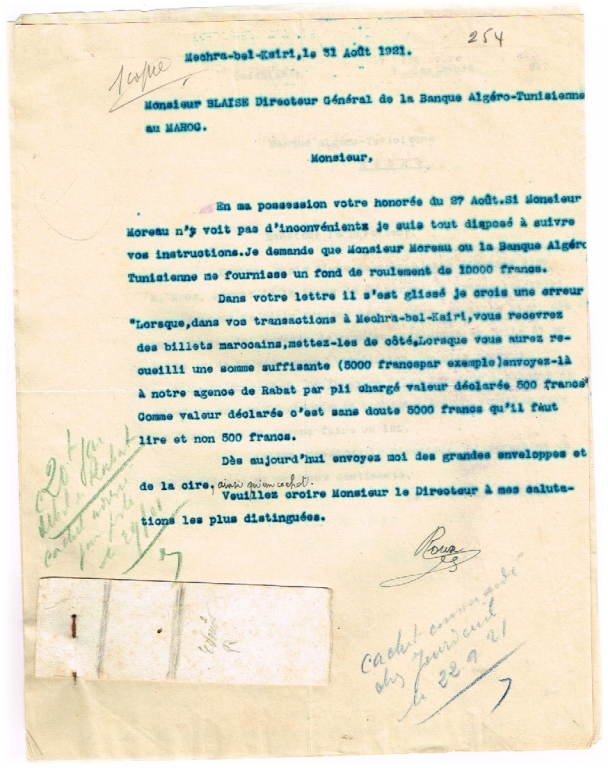 254
Mechra-bel-Ksiri, le 31 Août 1921.
1 copie
Monsieur BLAISE Directeur Général de la Banque Algéro-Tunisienne
au MAROC.
Monsieur,
En ma possession votre honorée du 27 Août.Si Monsieur
Moreau n'y voit pas d'inconvénients je suis tout disposé à suivre
vos instructions.Je demande que Monsieur Moreau ou la Banque Algéro
Tunisienne me fournisse un fond de roulement de 10000 francs.
Dans votre lettre il s'est glissé je crois une erreur
"Lorsque,dans vos transactions à Mechra-bel-Ksiri,vous recevrez
des billets marocains,mettez-les de côté.Lorsque vous aurez re-
cueilli une somme suffisante (5000 francspar exemple)envoyez-là
à notre agence de Rabat par pli chargé valeur déclarée 500 francs"
Comme valeur déclarée c'est sans doute 5000 francs qu'il faut
lire et non 500 francs.
Dès aujourd'hui envoyez moi des grandes enveloppes et
de la cire, ainsi qu'un cachet.
Veuillez croire Monsieur le Directeur à mes saluta-
tions les plus distinguées.
Roux
Rabat
cachet
cachet commandé
chez
le 22 9 21